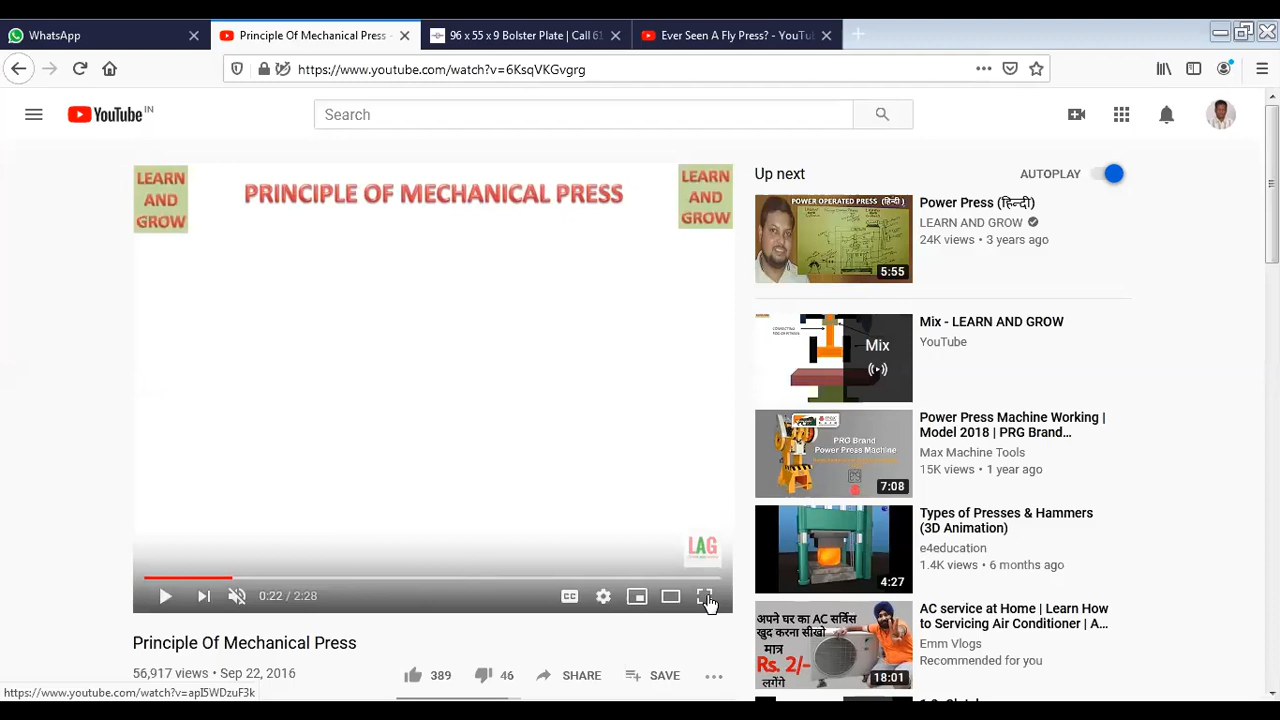 WhatsApp
Principle Of Mechanical Press -
96 x 55 x 9 Bolster Plate | Call 61
Ever Seen A Fly Press? - YouTu
https://www.youtube.com/watch?v=6KsqVKGvgrg
YouTube IN
Search
LEARN
AND
GROW
PRINCIPLE OF MECHANICAL PRESS
LEARN
AND
GROW
LAG
CC
0:22 / 2:28
Principle Of Mechanical Press
56,917 views • Sep 22, 2016
389
46
SHARE
SAVE
https://www.youtube.com/watch?v=apI5WDzuF3k
Up next
AUTOPLAY
POWER OPERATED PRESS (हिन्दी)
5:55
Power Press (हिन्दी)
LEARN AND GROW
24K views • 3 years ago
Mix
Mix - LEARN AND GROW
YouTube
PRG Brand
Power Press Machine
7:08
Power Press Machine Working |
Model 2018 | PRG Brand...
Max Machine Tools
15K views • 1 year ago
4:27
Types of Presses & Hammers
(3D Animation)
e4education
1.4K views • 6 months ago
अपने घर का AC सर्विस
खुद करना सीखो
मात्र
Rs. 2/-
लगेंगे
18:01
AC service at Home | Learn How
to Servicing Air Conditioner | A...
Emm Vlogs
Recommended for you